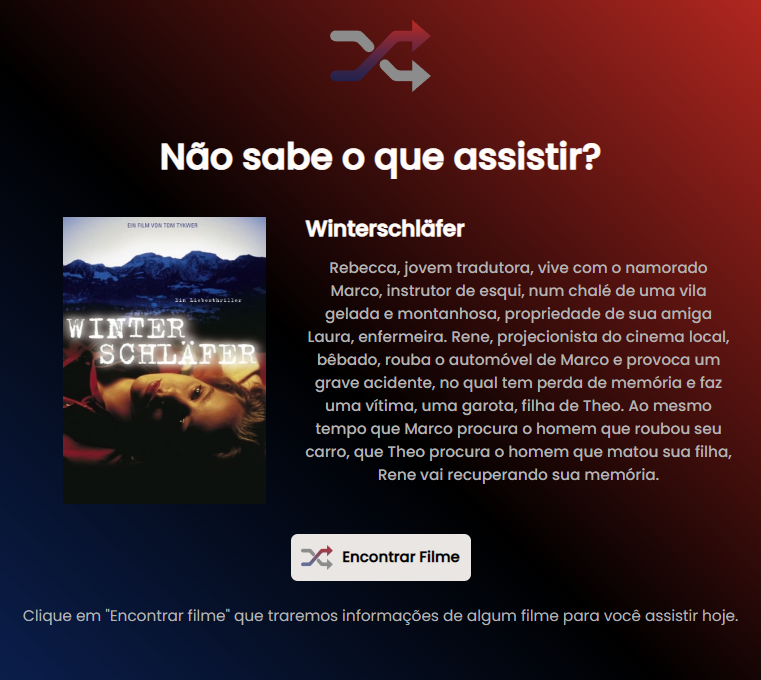 Não sabe o que assistir?
EIN FILM VON TOM TYKWER
Ein Liebesthriller
WINTER
SCHLÄFER
Winterschläfer
Rebecca, jovem tradutora, vive com o namorado
Marco, instrutor de esqui, num chalé de uma vila
gelada e montanhosa, propriedade de sua amiga
Laura, enfermeira. Rene, projecionista do cinema local,
bêbado, rouba o automóvel de Marco e provoca um
grave acidente, no qual tem perda de memória e faz
uma vítima, uma garota, filha de Theo. Ao mesmo
tempo que Marco procura o homem que roubou seu
carro, que Theo procura o homem que matou sua filha,
Rene vai recuperando sua memória.
Encontrar Filme
Clique em "Encontrar filme" que traremos informações de algum filme para você assistir hoje.